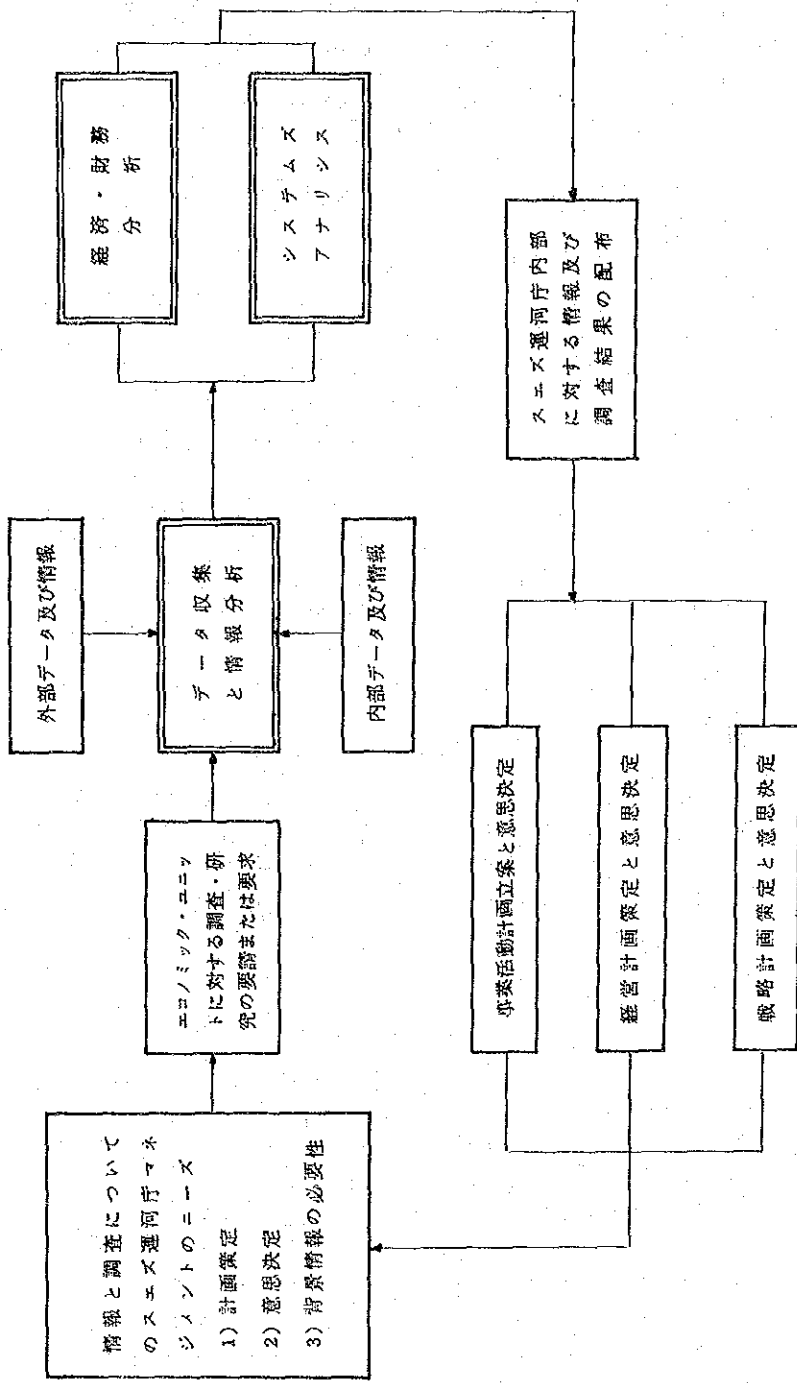 情報と調査について
のスエズ運河庁マネ
ジメントのニーズ
1) 計画策定
2) 意思決定
3) 背景情報の必要性
エコノミック・ユニッ
トに対する調査・研
究の要請または要求
外部データ及び情報
データ収集
と情報分析
内部データ及び情報
経済・財務
分析
システムズ
アナリシス
スエズ運河庁内部
に対する情報及び
調査結果の配布
事業活動計画立案と意思決定
経営計画策定と意思決定
戦略計画策定と意思決定